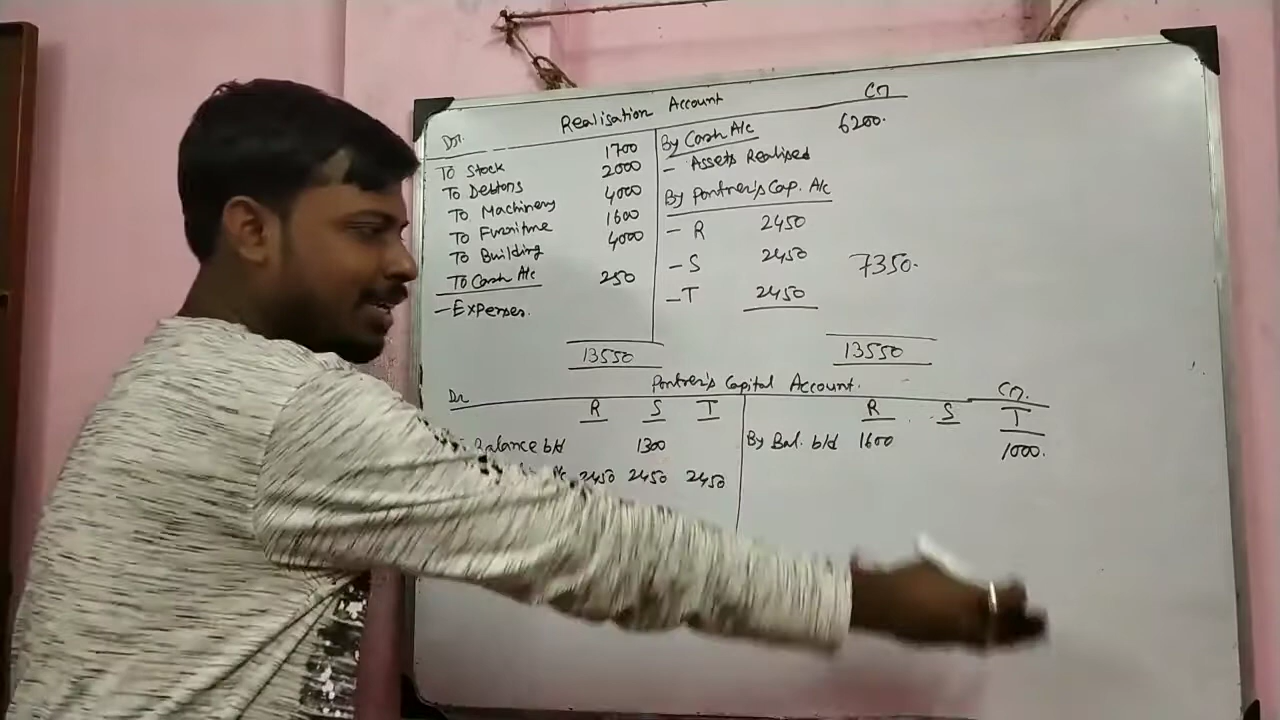 Realisation Account
Dr. Cr
To Stock 1700 By Cash A/c 6200.
To Debtors 2000 - Assets Realised
To Machinery 4000 By Partner's Cap. A/c
To Furniture 1600 - R 2450
To Building 4000 - S 2450 7350.
To Cash A/c 250 - T 2450
- Expenses.
13550 13550
Partner's Capital Account.
Dr Cr.
R S T R S T
Balance b/d 1300 By Bal. b/d 1600 1000.
2450 2450 2450